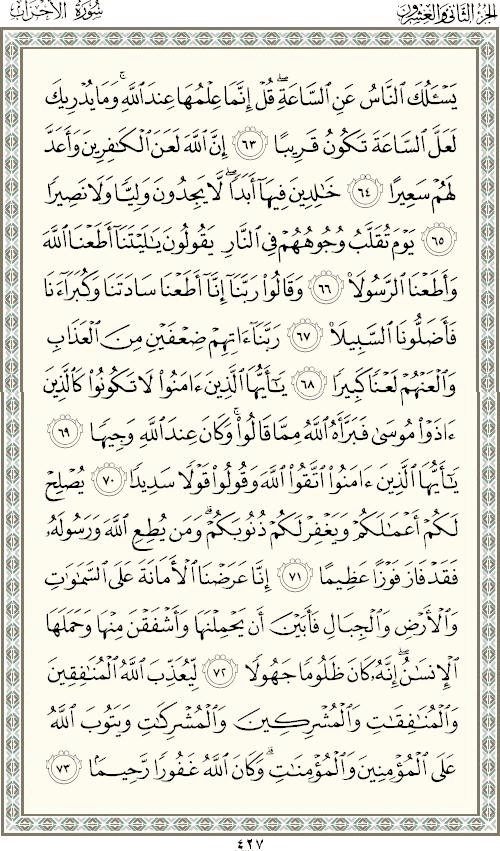 الجزء الثاني والعشرون
سورة الأحزاب
يَسْـَٔلُكَ ٱلنَّاسُ عَنِ ٱلسَّاعَةِۖ قُلْ إِنَّمَا عِلْمُهَا عِندَ ٱللَّهِۚ وَمَا يُدْرِيكَ
لَعَلَّ ٱلسَّاعَةَ تَكُونُ قَرِيبًا ٦٣ إِنَّ ٱللَّهَ لَعَنَ ٱلْكَٰفِرِينَ وَأَعَدَّ
لَهُمْ سَعِيرًا ٦٤ خَٰلِدِينَ فِيهَآ أَبَدًاۖ لَّا يَجِدُونَ وَلِيًّا وَلَا نَصِيرًا
٦٥ يَوْمَ تُقَلَّبُ وُجُوهُهُمْ فِى ٱلنَّارِ يَقُولُونَ يَٰلَيْتَنَآ أَطَعْنَا ٱللَّهَ
وَأَطَعْنَا ٱلرَّسُولَا۠ ٦٦ وَقَالُوا۟ رَبَّنَآ إِنَّآ أَطَعْنَا سَادَتَنَا وَكُبَرَآءَنَا
فَأَضَلُّونَا ٱلسَّبِيلَا۠ ٦٧ رَبَّنَآ ءَاتِهِمْ ضِعْفَيْنِ مِنَ ٱلْعَذَابِ
وَٱلْعَنْهُمْ لَعْنًا كَبِيرًا ٦٨ يَٰٓأَيُّهَا ٱلَّذِينَ ءَامَنُوا۟ لَا تَكُونُوا۟ كَٱلَّذِينَ
ءَاذَوْا۟ مُوسَىٰ فَبَرَّأَهُ ٱللَّهُ مِمَّا قَالُوا۟ۚ وَكَانَ عِندَ ٱللَّهِ وَجِيهًا ٦٩
يَٰٓأَيُّهَا ٱلَّذِينَ ءَامَنُوا۟ ٱتَّقُوا۟ ٱللَّهَ وَقُولُوا۟ قَوْلًا سَدِيدًا ٧٠ يُصْلِحْ
لَكُمْ أَعْمَٰلَكُمْ وَيَغْفِرْ لَكُمْ ذُنُوبَكُمْۗ وَمَن يُطِعِ ٱللَّهَ وَرَسُولَهُۥ
فَقَدْ فَازَ فَوْزًا عَظِيمًا ٧١ إِنَّا عَرَضْنَا ٱلْأَمَانَةَ عَلَى ٱلسَّمَٰوَٰتِ
وَٱلْأَرْضِ وَٱلْجِبَالِ فَأَبَيْنَ أَن يَحْمِلْنَهَا وَأَشْفَقْنَ مِنْهَا وَحَمَلَهَا
ٱلْإِنسَٰنُۖ إِنَّهُۥ كَانَ ظَلُومًا جَهُولًا ٧٢ لِّيُعَذِّبَ ٱللَّهُ ٱلْمُنَٰفِقِينَ
وَٱلْمُنَٰفِقَٰتِ وَٱلْمُشْرِكِينَ وَٱلْمُشْرِكَٰتِ وَيَتُوبَ ٱللَّهُ
عَلَى ٱلْمُؤْمِنِينَ وَٱلْمُؤْمِنَٰتِۗ وَكَانَ ٱللَّهُ غَفُورًا رَّحِيمًۢا ٧٣
٤٢٧